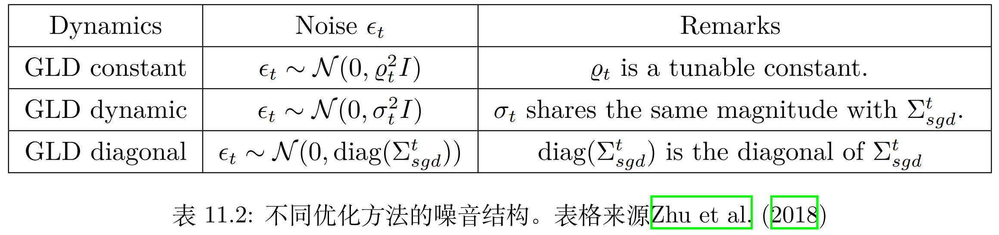 Dynamics Noise $\epsilon_t$ Remarks
GLD constant $\epsilon_t \sim \mathcal{N}(0, \varrho_t^2 I)$ $\varrho_t$ is a tunable constant.
GLD dynamic $\epsilon_t \sim \mathcal{N}(0, \sigma_t^2 I)$ $\sigma_t$ shares the same magnitude with $\Sigma_{sgd}^t$.
GLD diagonal $\epsilon_t \sim \mathcal{N}(0, \text{diag}(\Sigma_{sgd}^t))$ $\text{diag}(\Sigma_{sgd}^t)$ is the diagonal of $\Sigma_{sgd}^t$
表 11.2: 不同优化方法的噪音结构。表格来源Zhu et al. (2018)